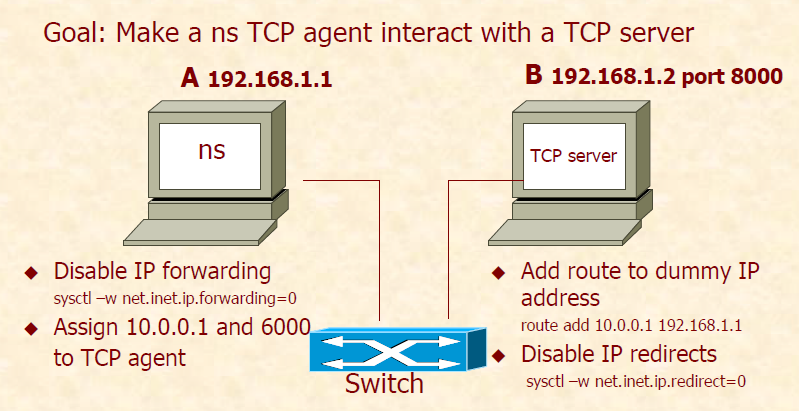 Goal: Make a ns TCP agent interact with a TCP server
A 192.168.1.1
B 192.168.1.2 port 8000
ns
TCP server
◆ Disable IP forwarding
sysctl –w net.inet.ip.forwarding=0
◆ Assign 10.0.0.1 and 6000
to TCP agent
◆ Add route to dummy IP
address
route add 10.0.0.1 192.168.1.1
◆ Disable IP redirects
sysctl –w net.inet.ip.redirect=0
Switch